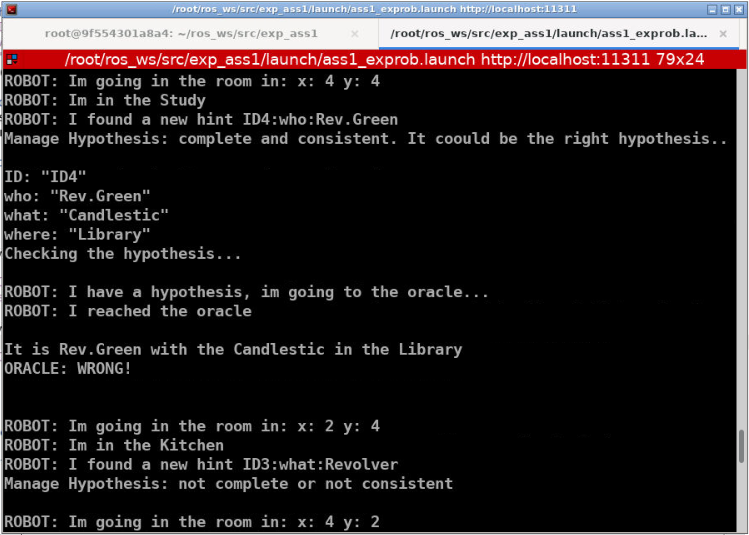 /root/ros_ws/src/exp_ass1/launch/ass1_exprob.launch http://localhost:11311
root@9f554301a8a4: ~/ros_ws/src/exp_ass1
/root/ros_ws/src/exp_ass1/launch/ass1_exprob.la...
/root/ros_ws/src/exp_ass1/launch/ass1_exprob.launch http://localhost:11311 79x24
ROBOT: Im going in the room in: x: 4 y: 4
ROBOT: Im in the Study
ROBOT: I found a new hint ID4:who:Rev.Green
Manage Hypothesis: complete and consistent. It coould be the right hypothesis..
ID: "ID4"
who: "Rev.Green"
what: "Candlestic"
where: "Library"
Checking the hypothesis...
ROBOT: I have a hypothesis, im going to the oracle...
ROBOT: I reached the oracle
It is Rev.Green with the Candlestic in the Library
ORACLE: WRONG!
ROBOT: Im going in the room in: x: 2 y: 4
ROBOT: Im in the Kitchen
ROBOT: I found a new hint ID3:what:Revolver
Manage Hypothesis: not complete or not consistent
ROBOT: Im going in the room in: x: 4 y: 2